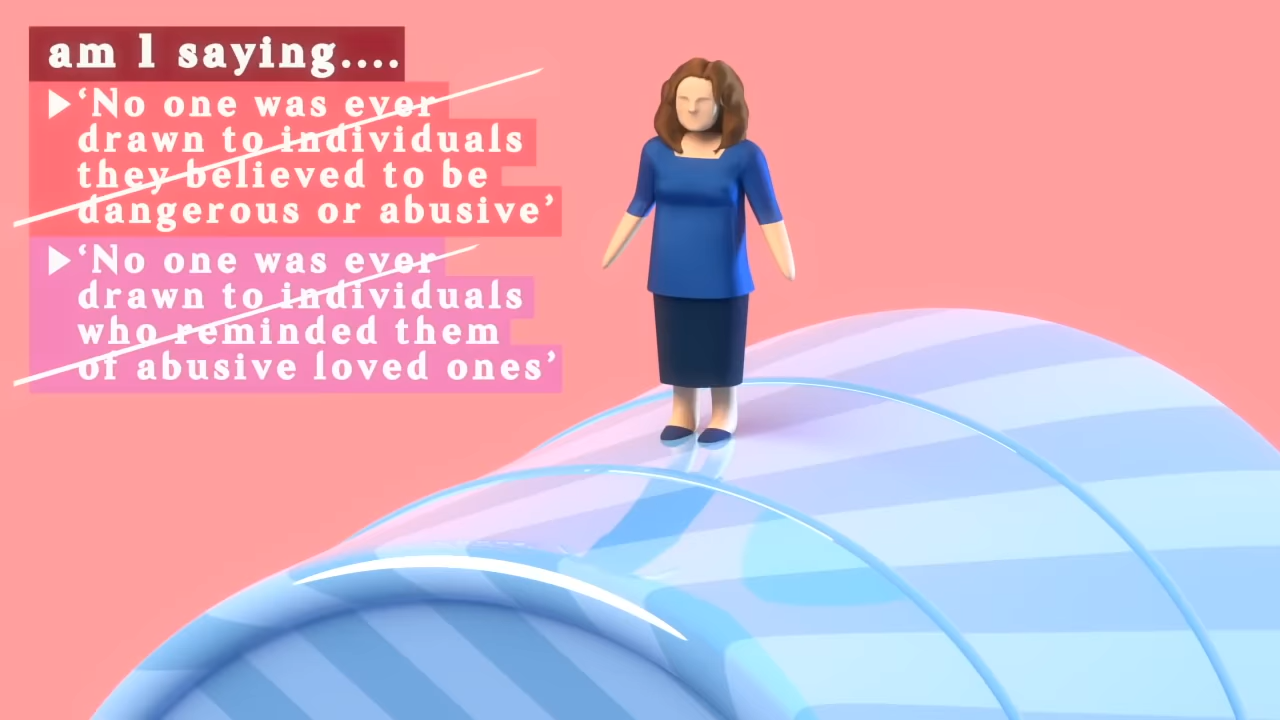 am I saying....
▶‘No one was ever
drawn to individuals
they believed to be
dangerous or abusive’
▶‘No one was ever
drawn to individuals
who reminded them
of abusive loved ones’